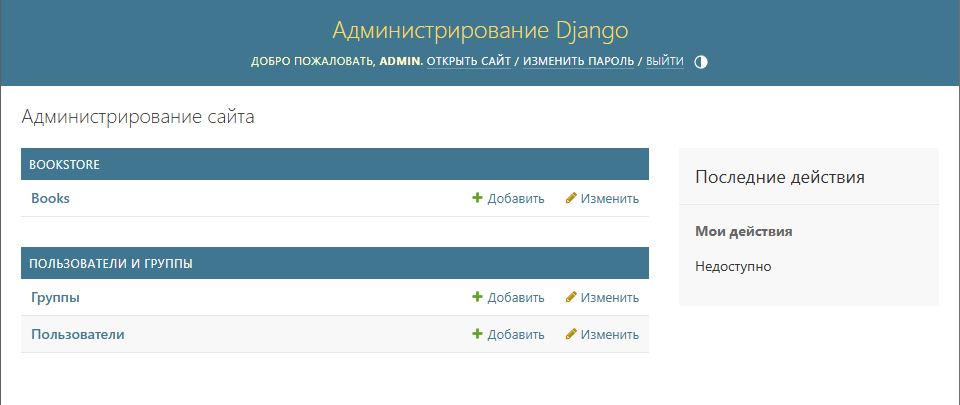 Администрирование Django
ДОБРО ПОЖАЛОВАТЬ, ADMIN. ОТКРЫТЬ САЙТ / ИЗМЕНИТЬ ПАРОЛЬ / ВЫЙТИ
Администрирование сайта
BOOKSTORE
Books Добавить Изменить
ПОЛЬЗОВАТЕЛИ И ГРУППЫ
Группы Добавить Изменить
Пользователи Добавить Изменить
Последние действия
Мои действия
Недоступно